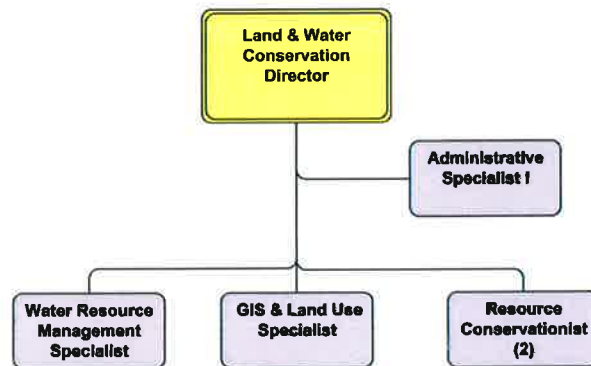 Land & Water
Conservation
Director
Administrative
Specialist I
Water Resource
Management
Specialist
GIS & Land Use
Specialist
Resource
Conservationist
(2)